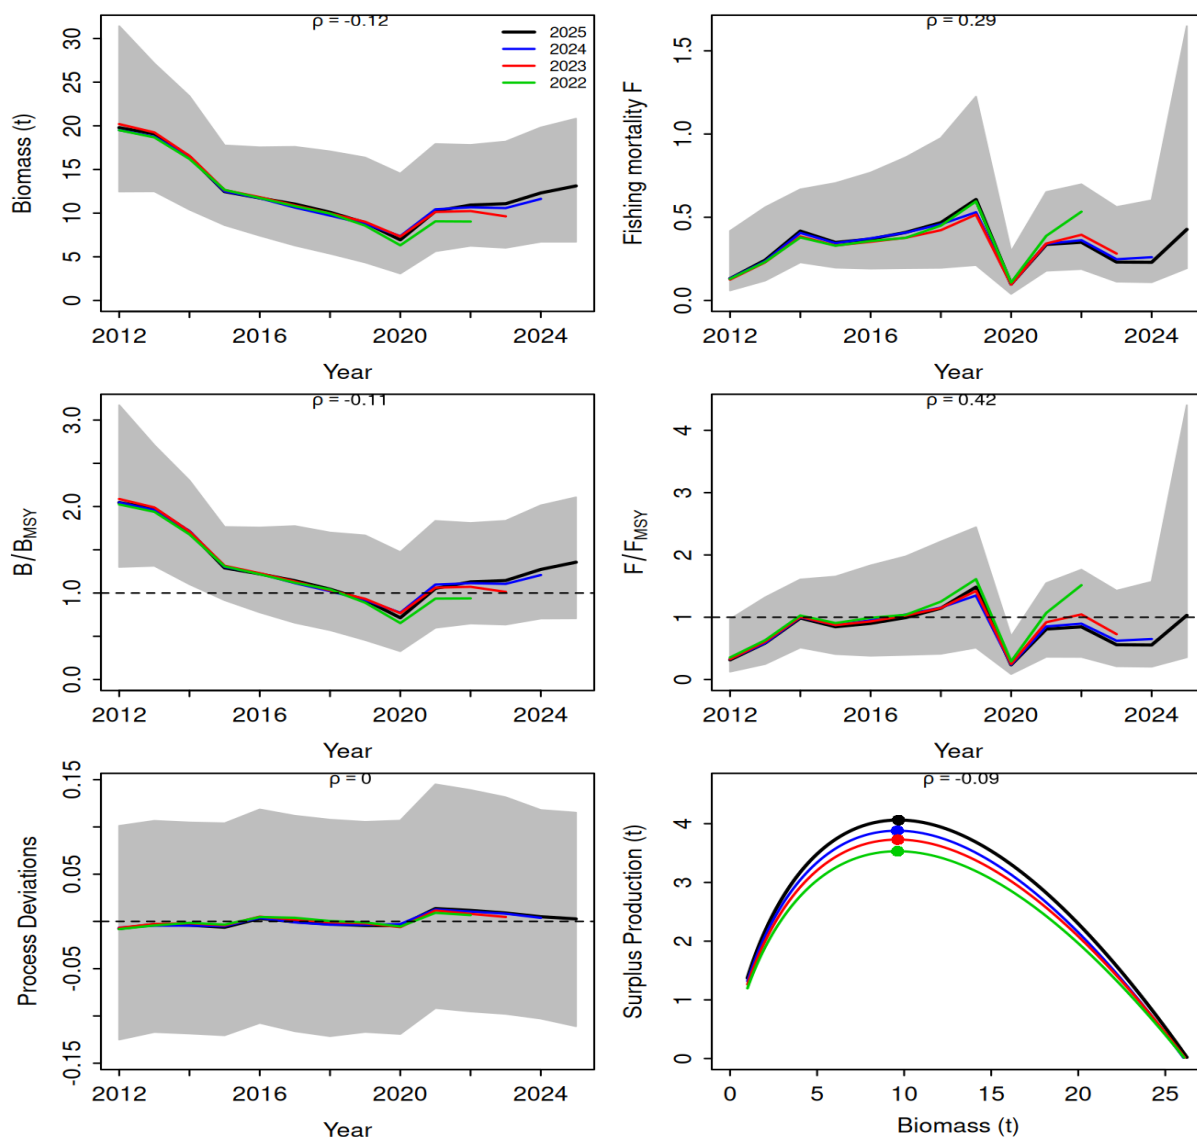 ρ = -0.12
Biomass (t)
30
25
20
15
10
5
0
2025
2024
2023
2022
2012 2016 2020 2024
Year
ρ = 0.29
Fishing mortality F
1.5
1.0
0.5
0.0
2012 2016 2020 2024
Year
ρ = -0.11
B/BMSY
3.0
2.0
1.0
0.0
2012 2016 2020 2024
Year
ρ = 0.42
F/FMSY
4
3
2
1
0
2012 2016 2020 2024
Year
ρ = 0
Process Deviations
0.15
0.05
-0.05
-0.15
2012 2016 2020 2024
Year
ρ = -0.09
Surplus Production (t)
4
3
2
1
0
0 5 10 15 20 25
Biomass (t)